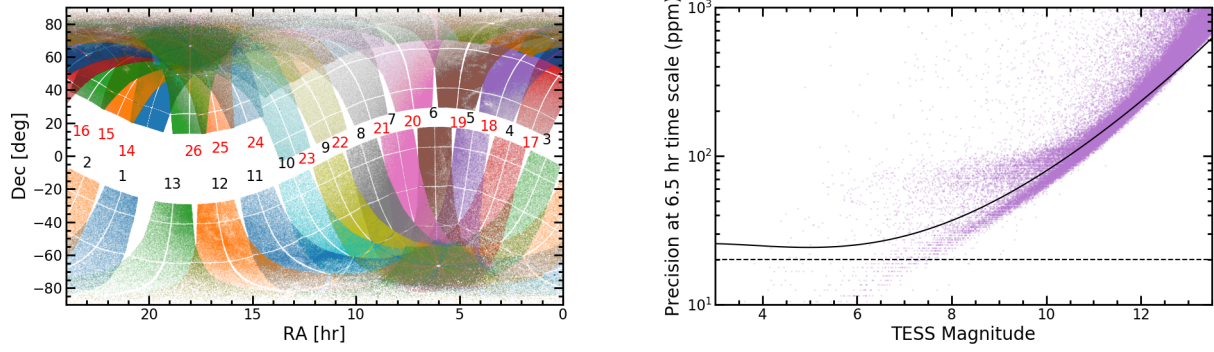 80
60
40
20
0
−20
−40
−60
−80
Dec [deg]
16 15 14 26 25 24 23 22 21 20 19 18 17
2 1 13 12 11 10 9 8 7 6 5 4 3
20 15 10 5 0
RA [hr]
10³
10²
10¹
Precision at 6.5 hr time scale (ppm)
4 6 8 10 12
TESS Magnitude